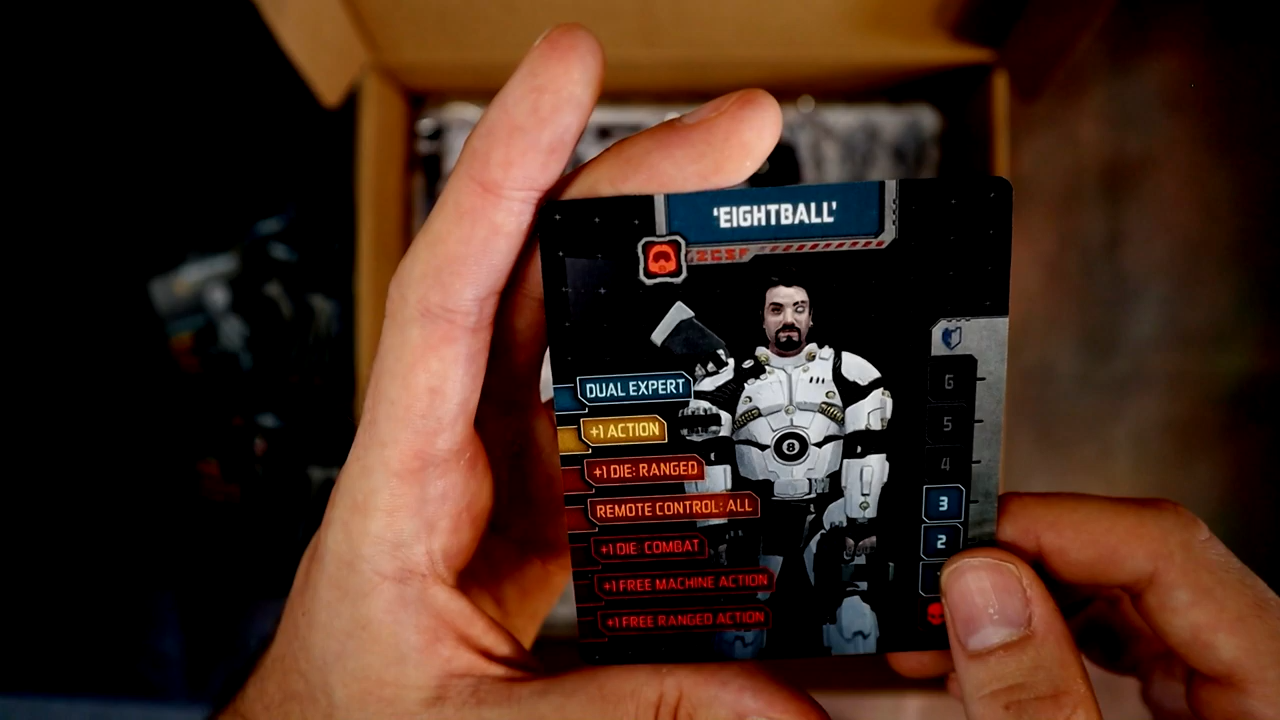 'EIGHTBALL'
ZCSF
DUAL EXPERT
+1 ACTION
+1 DIE: RANGED
REMOTE CONTROL: ALL
+1 DIE: COMBAT
+1 FREE MACHINE ACTION
+1 FREE RANGED ACTION
8
6
5
4
3
2